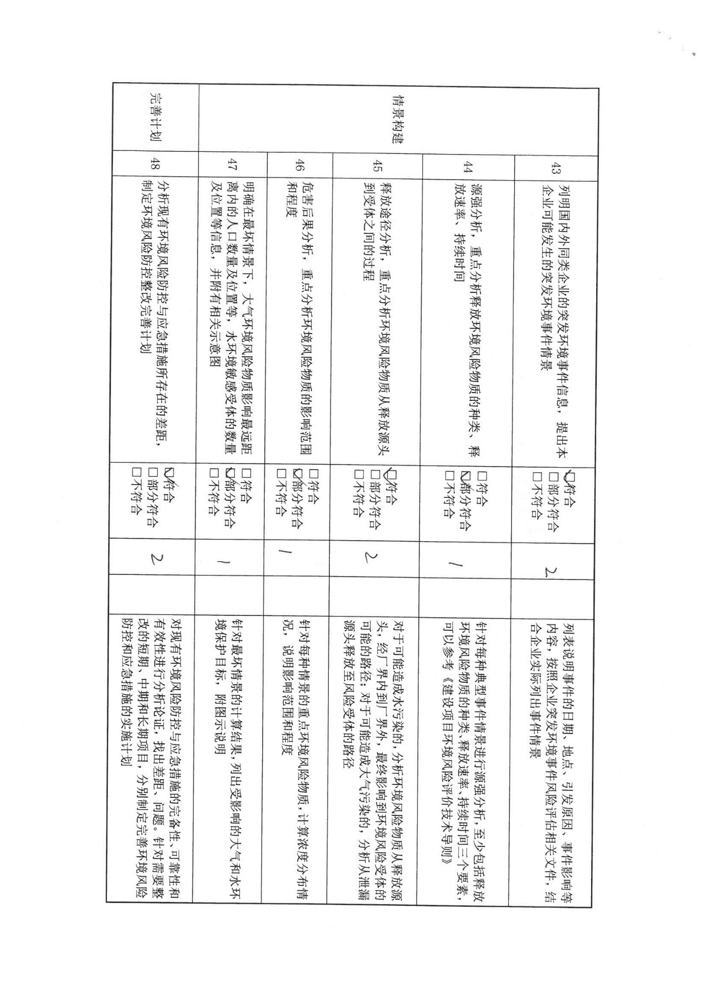 情景构建
43
列明国内外同类企业的突发环境事件信息，提出本
企业可能发生的突发环境事件情景
☑符合
□部分符合
□不符合
2
列表说明事件的日期、地点、引发原因、事件影响等
内容，按照企业突发环境事件风险评估相关文件，结
合企业实际列出事件情景
44
源强分析，重点分析释放环境风险物质的种类、释
放速率、持续时间
□符合
☑部分符合
□不符合
1
针对每种典型事件情景进行源强分析，至少包括释放
环境风险物质的种类、释放速率、持续时间三个要素，
可以参考《建设项目环境风险评价技术导则》
45
释放途径分析，重点分析环境风险物质从释放源头
到受体之间的过程
☑符合
□部分符合
□不符合
2
对于可能造成水污染的，分析环境风险物质从释放源
头，经厂界内到厂界外，最终影响到环境风险受体的
可能的路径；对于可能造成大气污染的，分析从泄漏
源头释放至风险受体的路径
46
危害后果分析，重点分析环境风险物质的影响范围
和程度
□符合
☑部分符合
□不符合
1
针对每种情景的重点环境风险物质，计算浓度分布情
况，说明影响范围和程度
47
明确在最坏情景下，大气环境风险物质影响最远距
离内的人口数量及位置等，水环境敏感受体的数量
及位置等信息，并附有相关示意图
□符合
☑部分符合
□不符合
1
针对最坏情景的计算结果，列出受影响的大气和水环
境保护目标，附图示说明
完善计划
48
分析现有环境风险防控与应急措施所存在的差距，
制定环境风险防控整改完善计划
☑符合
□部分符合
□不符合
2
对现有环境风险防控与应急措施的完备性、可靠性和
有效性进行分析论证，找出差距、问题。针对需要整
改的短期、中期和长期项目，分别制定完善环境风险
防控和应急措施的实施计划